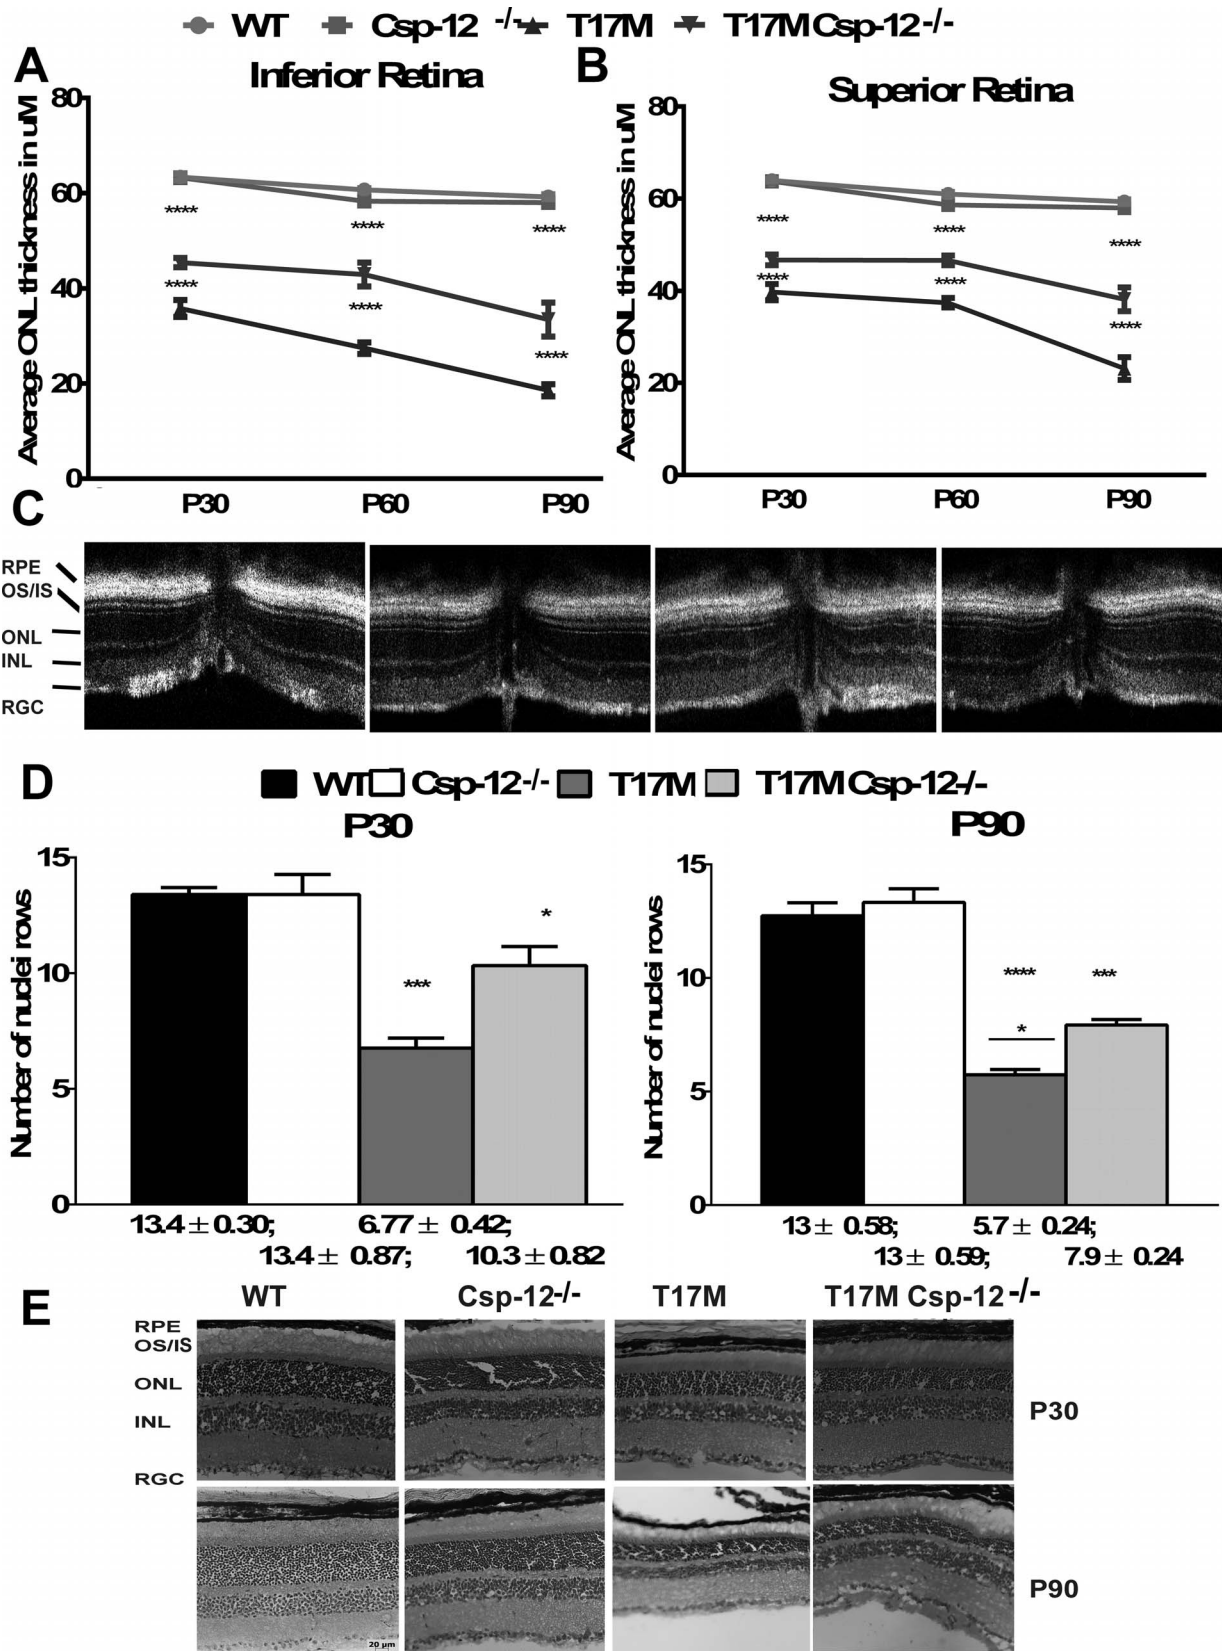 WT Csp-12 -/- T17M T17M Csp-12 -/-
A
Inferior Retina
Average ONL thickness in uM
80
60
40
20
0
****
****
****
****
****
****
P30 P60 P90
B
Superior Retina
Average ONL thickness in uM
80
60
40
20
0
****
****
****
****
****
****
P30 P60 P90
C
RPE
OS/IS
ONL
INL
RGC
D
WT Csp-12-/- T17M T17M Csp-12-/-
P30
Number of nuclei rows
15
10
5
0
***
*
13.4 ± 0.30; 6.77 ± 0.42;
13.4 ± 0.87; 10.3±0.82
P90
Number of nuclei rows
15
10
5
0
**** ***
*
13± 0.58; 5.7± 0.24;
13± 0.59; 7.9± 0.24
E
WT Csp-12-/- T17M T17M Csp-12 -/-
RPE
OS/IS
ONL
INL
RGC
P30
P90
20 µm